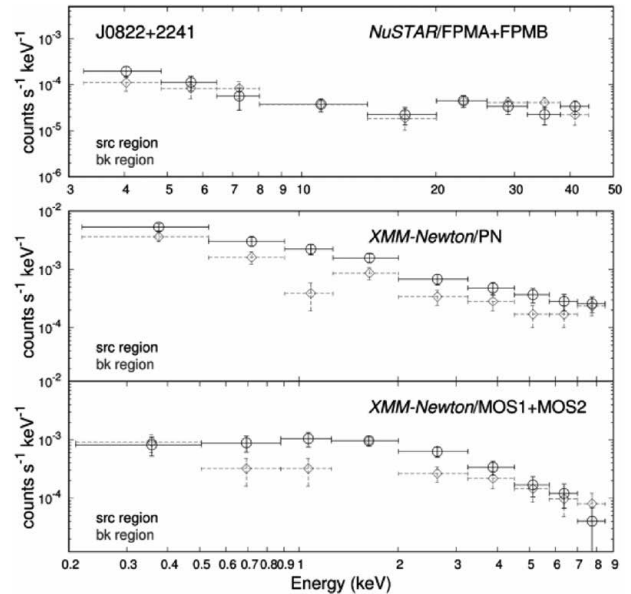 J0822+2241 NuSTAR/FPMA+FPMB
10⁻³
10⁻⁴
10⁻⁵
10⁻⁶
counts s⁻¹ keV⁻¹
src region
bk region
3 4 5 6 7 8 9 10 20 30 40 50
XMM-Newton/PN
10⁻²
10⁻³
10⁻⁴
counts s⁻¹ keV⁻¹
src region
bk region
XMM-Newton/MOS1+MOS2
10⁻²
10⁻³
10⁻⁴
counts s⁻¹ keV⁻¹
src region
bk region
0.2 0.3 0.4 0.5 0.6 0.7 0.8 0.9 1 2 3 4 5 6 7 8 9
Energy (keV)